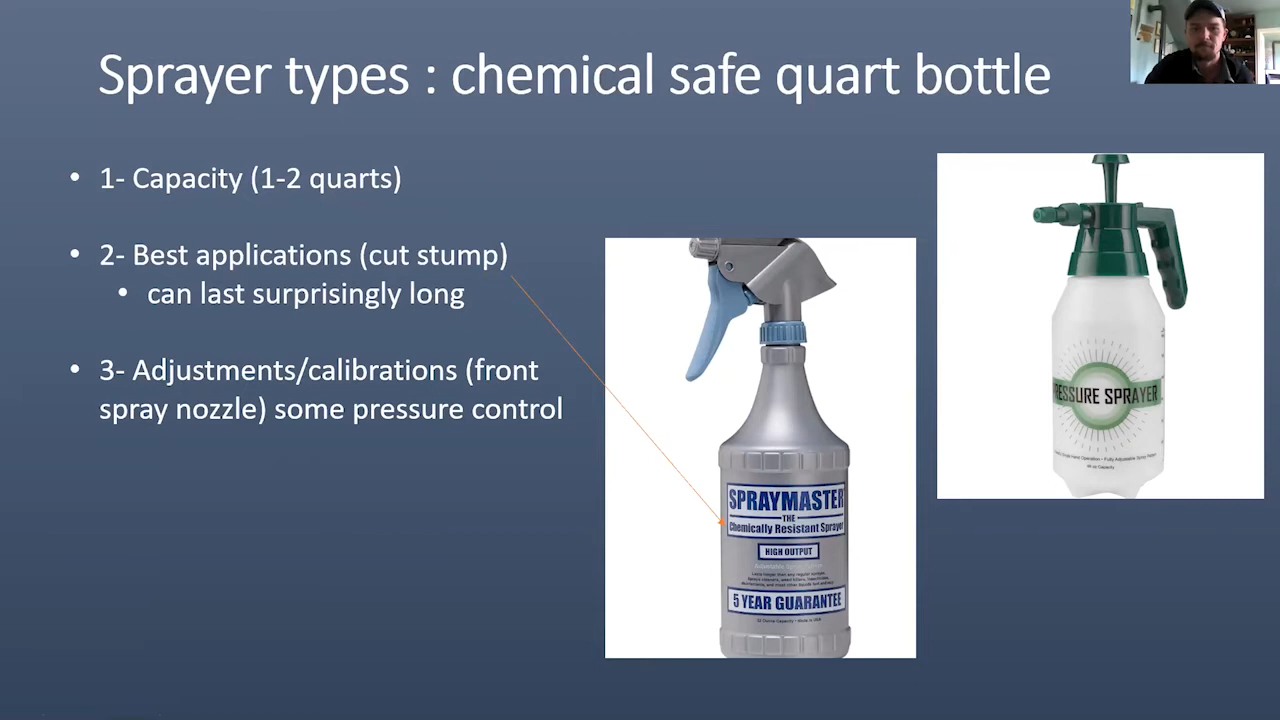 Sprayer types : chemical safe quart bottle
• 1- Capacity (1-2 quarts)
• 2- Best applications (cut stump)
• can last surprisingly long
• 3- Adjustments/calibrations (front
spray nozzle) some pressure control
SPRAYMASTER
THE
Chemically Resistant Sprayer
HIGH OUTPUT
5 YEAR GUARANTEE
RESSURE SPRAYER